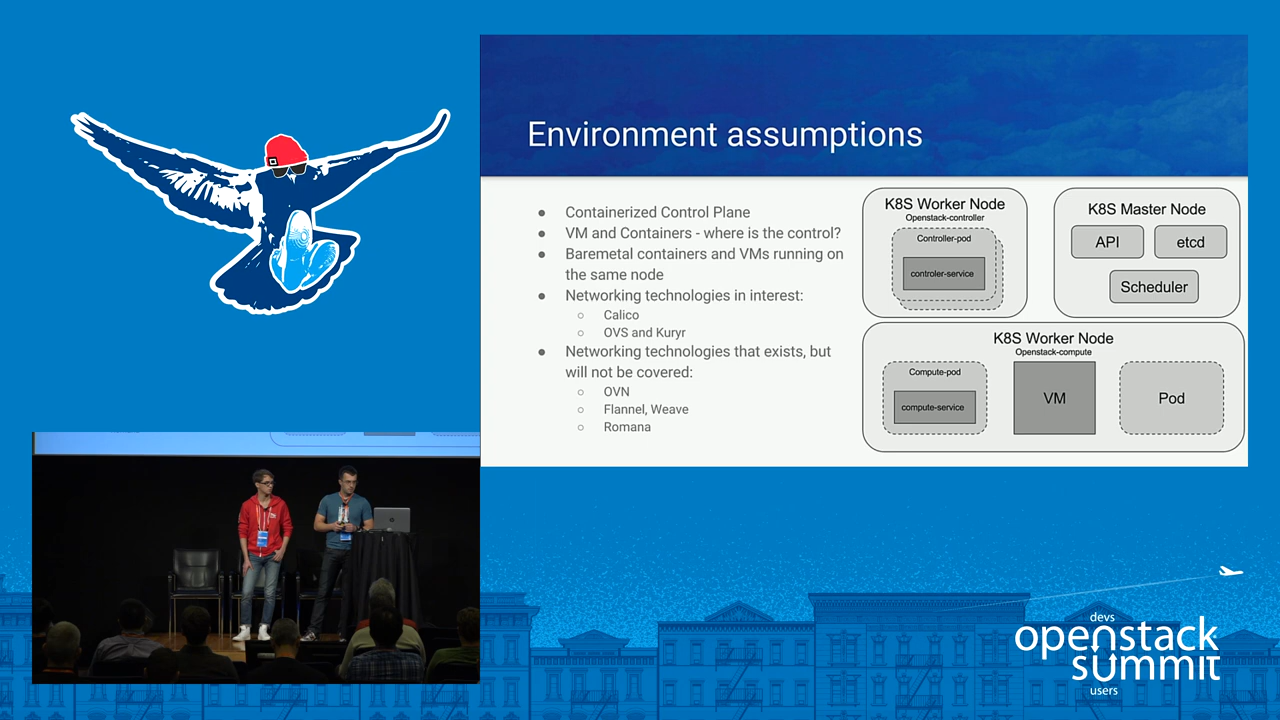 Environment assumptions
● Containerized Control Plane
● VM and Containers - where is the control?
● Baremetal containers and VMs running on
the same node
● Networking technologies in interest:
○ Calico
○ OVS and Kuryr
● Networking technologies that exists, but
will not be covered:
○ OVN
○ Flannel, Weave
○ Romana
K8S Worker Node
Openstack-controller
Controller-pod
controler-service
K8S Master Node
API
etcd
Scheduler
K8S Worker Node
Openstack-compute
Compute-pod
compute-service
VM
Pod
devs
openstack
summit
users